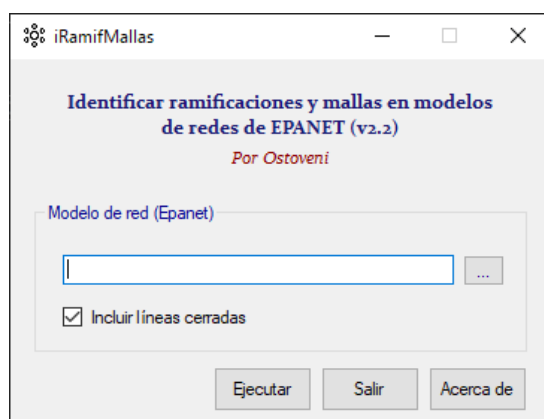 iRamifMallas
Identificar ramificaciones y mallas en modelos
de redes de EPANET (v2.2)
Por Ostoveni
Modelo de red (Epanet)
...
Incluir líneas cerradas
Ejecutar
Salir
Acerca de